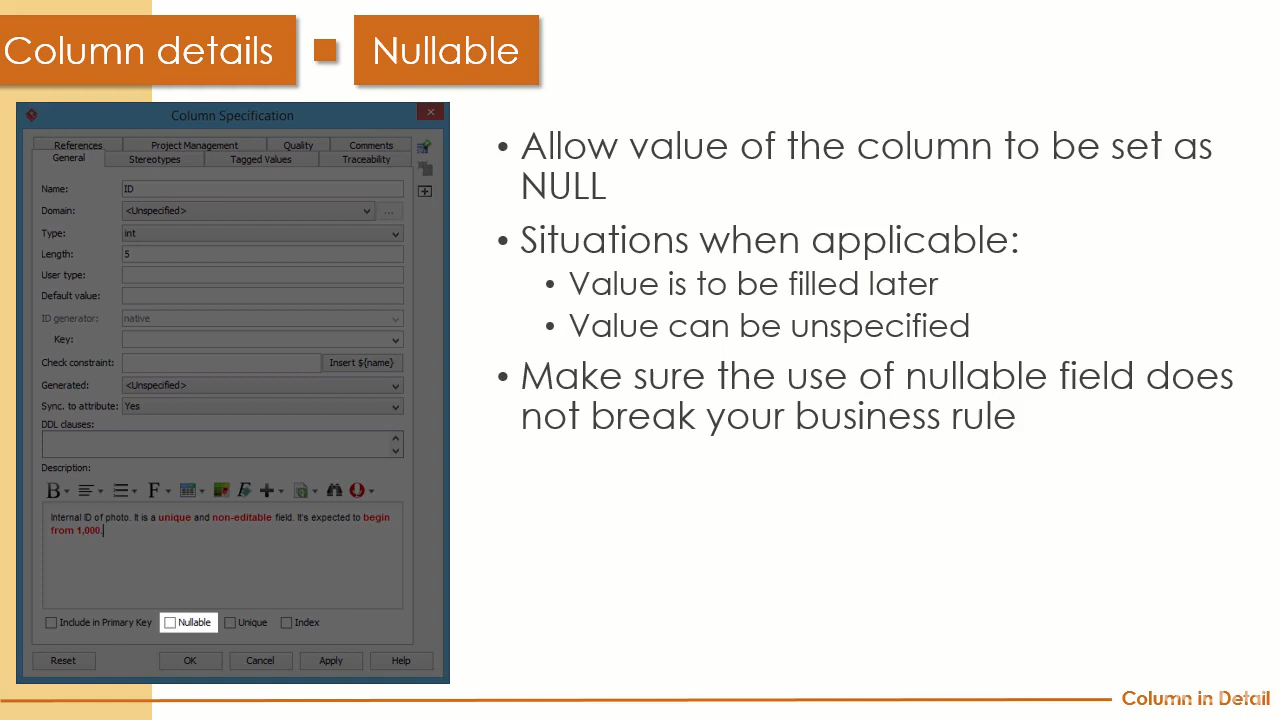 Column details
Nullable
Column Specification
References Project Management Quality Comments
General Stereotypes Tagged Values Traceability
Name: ID
Domain: <Unspecified> ...
Type: int
Length: 5
User type:
Default value:
ID generator: native
Key:
Check constraint: Insert ${name}
Generated: <Unspecified>
Sync. to attribute: Yes
DDL clauses:
Description:
B F F
Internal ID of photo. It is a unique and non-editable field. It's expected to begin
from 1,000.
Include in Primary Key Nullable Unique Index
Reset OK Cancel Apply Help
• Allow value of the column to be set as
NULL
• Situations when applicable:
• Value is to be filled later
• Value can be unspecified
• Make sure the use of nullable field does
not break your business rule
Column in Detail